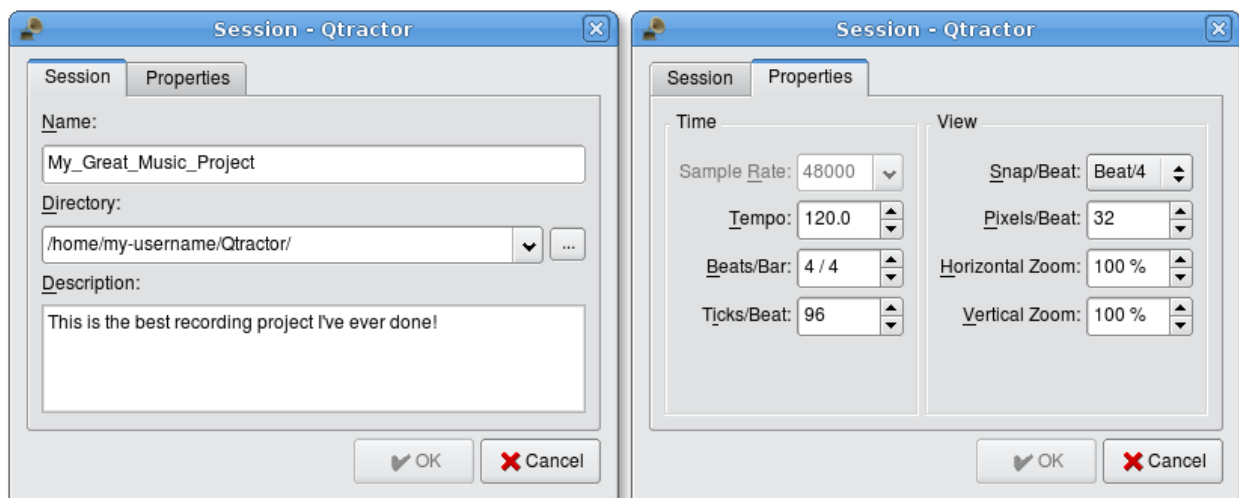 Session - Qtractor
Session Properties
Name:
My_Great_Music_Project
Directory:
/home/my-username/Qtractor/ ...
Description:
This is the best recording project I've ever done!
OK Cancel
Session - Qtractor
Session Properties
Time
Sample Rate: 48000
Tempo: 120.0
Beats/Bar: 4 / 4
Ticks/Beat: 96
View
Snap/Beat: Beat/4
Pixels/Beat: 32
Horizontal Zoom: 100 %
Vertical Zoom: 100 %
OK Cancel